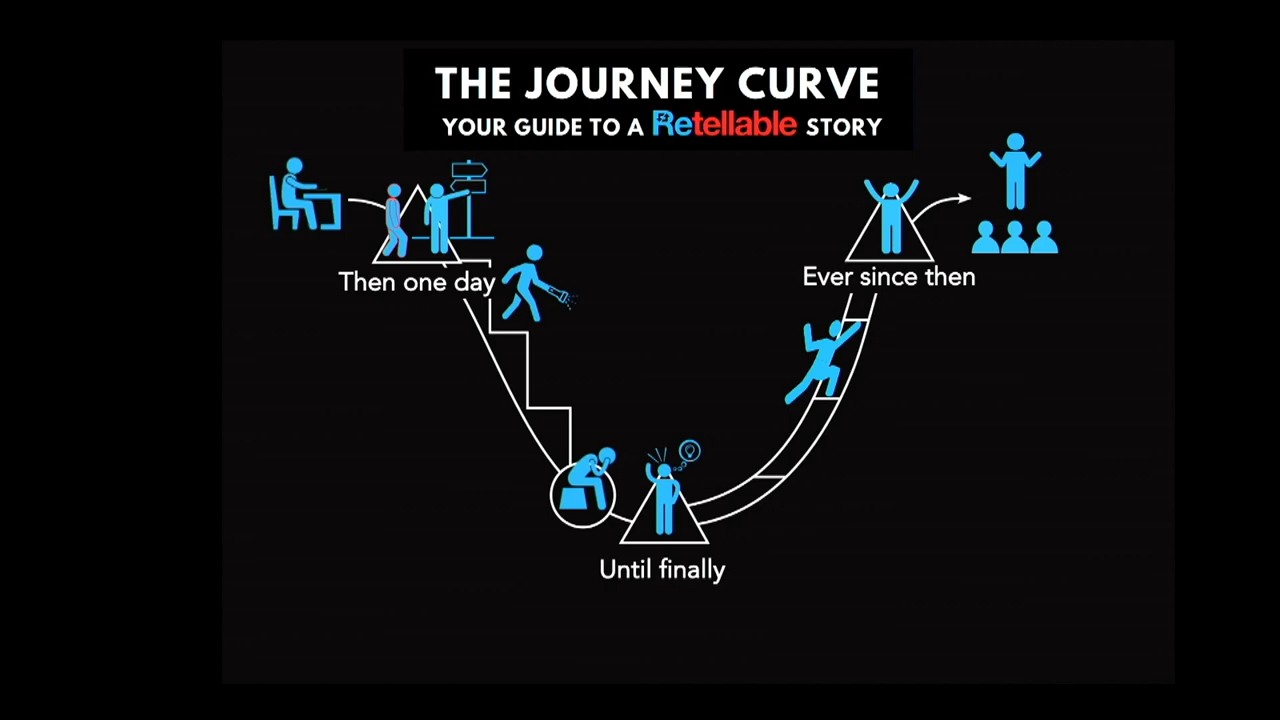 THE JOURNEY CURVE
YOUR GUIDE TO A Retellable STORY
Then one day
Ever since then
Until finally